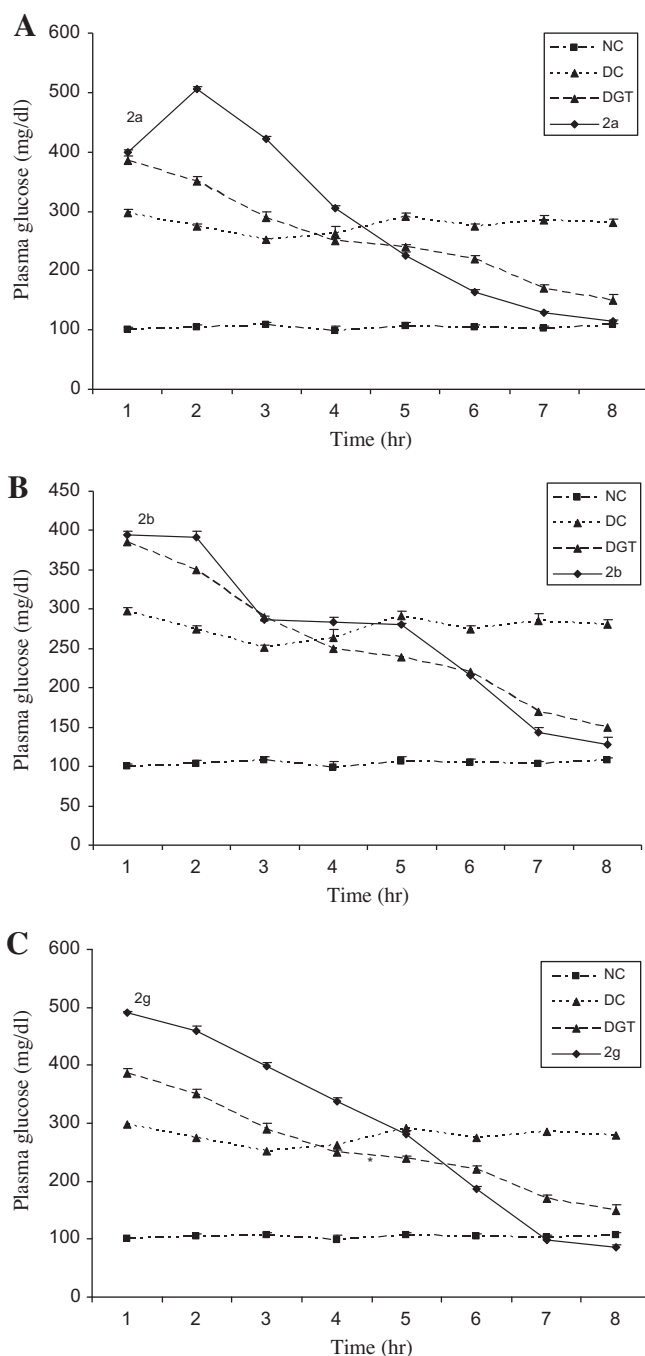 A
600
500
400
300
200
100
0
Plasma glucose (mg/dl)
2a
NC
DC
DGT
2a
1 2 3 4 5 6 7 8
Time (hr)
B
450
400
350
300
250
200
150
100
50
0
Plasma glucose (mg/dl)
2b
NC
DC
DGT
2b
1 2 3 4 5 6 7 8
Time (hr)
C
600
500
400
300
200
100
0
Plasma glucose (mg/dl)
2g
NC
DC
DGT
2g
*
1 2 3 4 5 6 7 8
Time (hr)